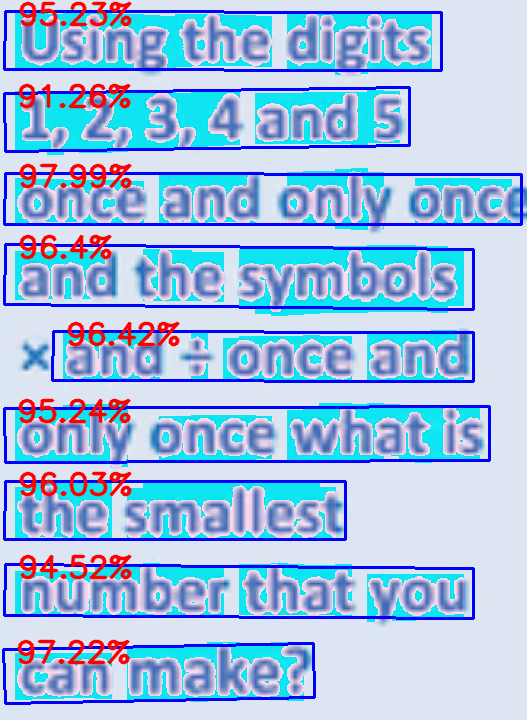 95.23%
Using the digits
91.26%
1, 2, 3, 4 and 5
97.99%
once and only once
96.4%
and the symbols
96.42%
× and ÷ once and
95.24%
only once what is
96.03%
the smallest
94.52%
number that you
97.22%
can make?